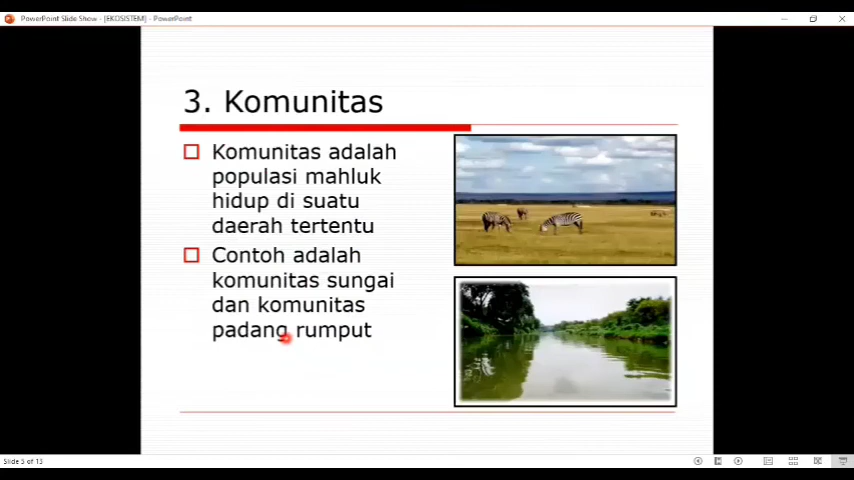 PowerPoint Slide Show - [EKOSISTEM] - PowerPoint
3. Komunitas
Komunitas adalah
populasi mahluk
hidup di suatu
daerah tertentu
Contoh adalah
komunitas sungai
dan komunitas
padang rumput
Slide 5 of 13